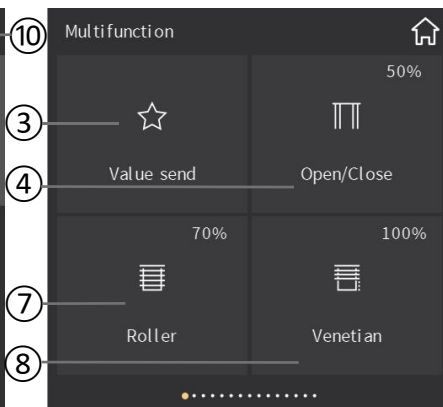 ⑩ Multifunction
50%
③
Value send Open/Close
④
70% 100%
⑦
Roller Venetian
⑧